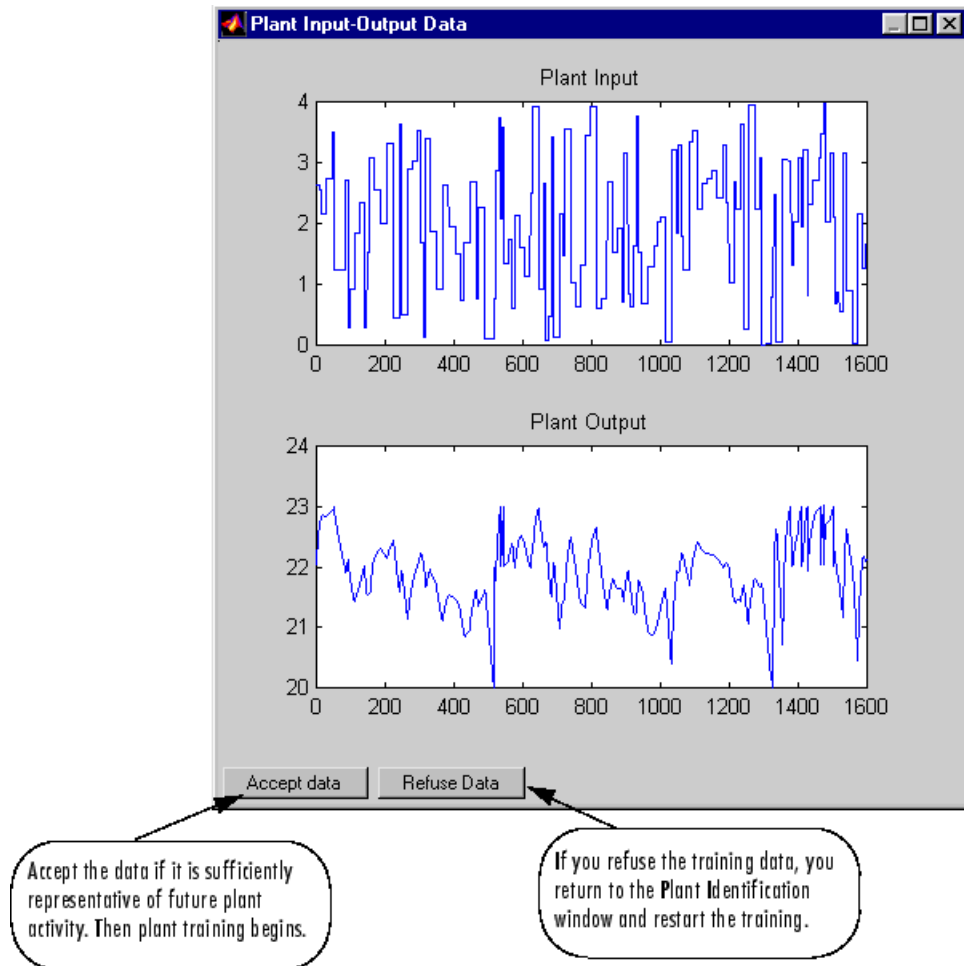 Plant Input-Output Data
Plant Input
4
3
2
1
0
0 200 400 600 800 1000 1200 1400 1600
Plant Output
24
23
22
21
20
0 200 400 600 800 1000 1200 1400 1600
Accept data Refuse Data
Accept the data if it is sufficiently
representative of future plant
activity. Then plant training begins.
If you refuse the training data, you
return to the Plant Identification
window and restart the training.